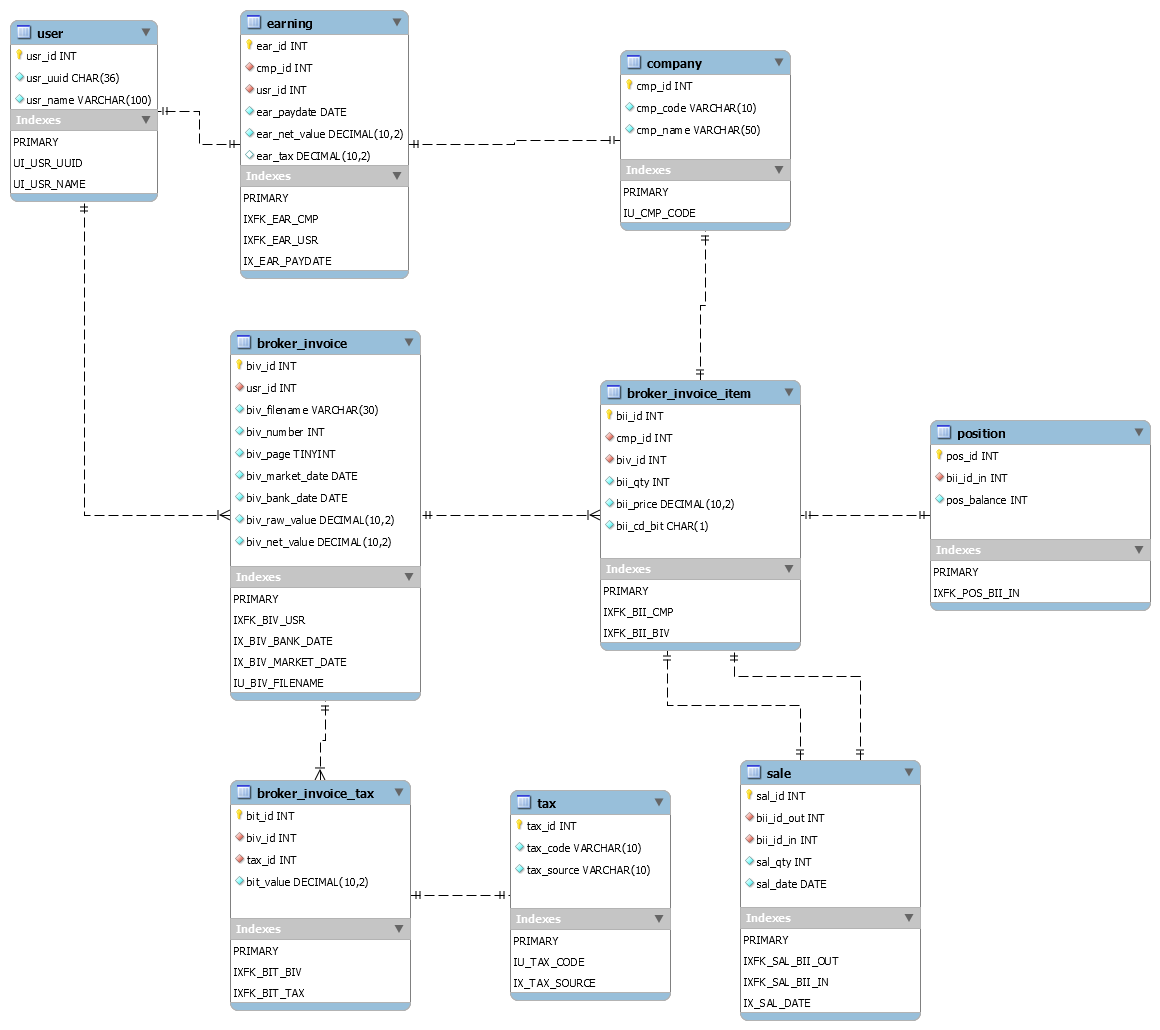 user
usr_id INT
usr_uuid CHAR(36)
usr_name VARCHAR(100)
Indexes
PRIMARY
UI_USR_UUID
UI_USR_NAME
earning
ear_id INT
cmp_id INT
usr_id INT
ear_paydate DATE
ear_net_value DECIMAL(10,2)
ear_tax DECIMAL(10,2)
Indexes
PRIMARY
IXFK_EAR_CMP
IXFK_EAR_USR
IX_EAR_PAYDATE
company
cmp_id INT
cmp_code VARCHAR(10)
cmp_name VARCHAR(50)
Indexes
PRIMARY
IU_CMP_CODE
broker_invoice
biv_id INT
usr_id INT
biv_filename VARCHAR(30)
biv_number INT
biv_page TINYINT
biv_market_date DATE
biv_bank_date DATE
biv_raw_value DECIMAL(10,2)
biv_net_value DECIMAL(10,2)
Indexes
PRIMARY
IXFK_BIV_USR
IX_BIV_BANK_DATE
IX_BIV_MARKET_DATE
IU_BIV_FILENAME
broker_invoice_item
bii_id INT
cmp_id INT
biv_id INT
bii_qty INT
bii_price DECIMAL(10,2)
bii_cd_bit CHAR(1)
Indexes
PRIMARY
IXFK_BII_CMP
IXFK_BII_BIV
position
pos_id INT
bii_id_in INT
pos_balance INT
Indexes
PRIMARY
IXFK_POS_BII_IN
broker_invoice_tax
bit_id INT
biv_id INT
tax_id INT
bit_value DECIMAL(10,2)
Indexes
PRIMARY
IXFK_BIT_BIV
IXFK_BIT_TAX
tax
tax_id INT
tax_code VARCHAR(10)
tax_source VARCHAR(10)
Indexes
PRIMARY
IU_TAX_CODE
IX_TAX_SOURCE
sale
sal_id INT
bii_id_out INT
bii_id_in INT
sal_qty INT
sal_date DATE
Indexes
PRIMARY
IXFK_SAL_BII_OUT
IXFK_SAL_BII_IN
IX_SAL_DATE